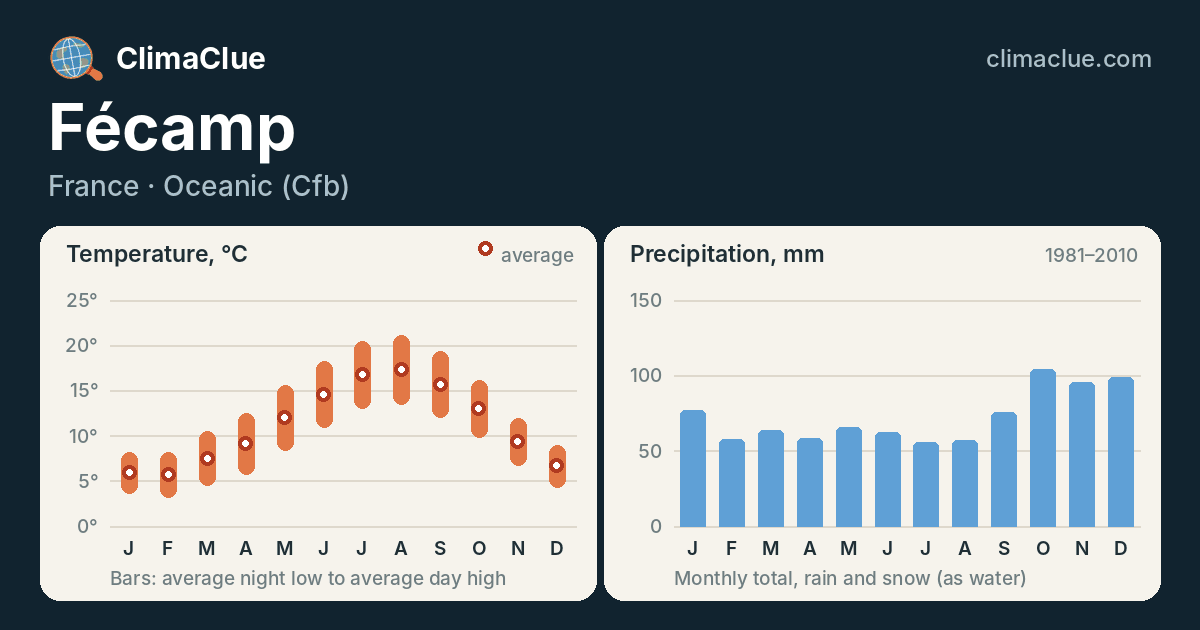 ClimaClue
climaclue.com
Fécamp
France · Oceanic (Cfb)
Temperature, °C
average
25°
20°
15°
10°
5°
0°
J F M A M J J A S O N D
Bars: average night low to average day high
Precipitation, mm
1981–2010
150
100
50
0
J F M A M J J A S O N D
Monthly total, rain and snow (as water)